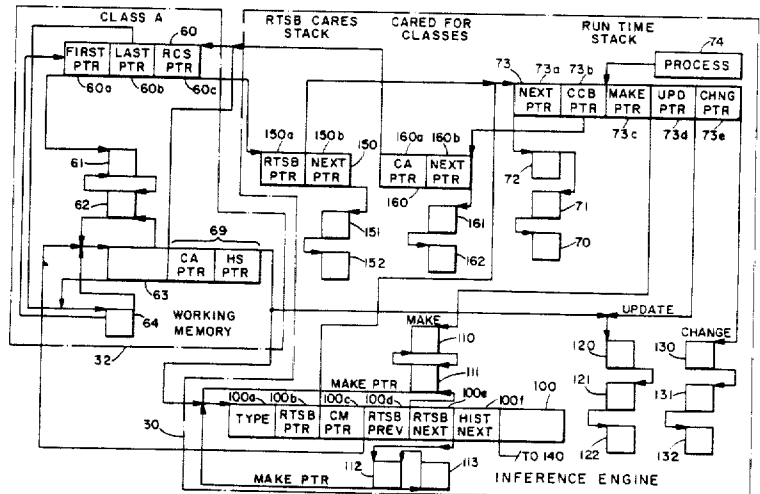 CLASS A
RTSB CARES
STACK
CARED FOR
CLASSES
RUN TIME
STACK
74
PROCESS
60
FIRST
PTR
LAST
PTR
RCS
PTR
60a
60b
60c
73
73a
73b
NEXT
PTR
CCB
PTR
MAKE
PTR
UPD
PTR
CHNG
PTR
73c
73d
73e
150a
150b
150
RTSB
PTR
NEXT
PTR
160a
160b
CA
PTR
NEXT
PTR
160
61
62
72
71
70
151
152
161
162
69
CA
PTR
HS
PTR
63
64
WORKING
MEMORY
32
UPDATE
MAKE
110
111
CHANGE
120
121
122
130
131
132
MAKE PTR
100a
100b
100c
100d
100e
100f
100
TYPE
RTSB
PTR
CM
PTR
RTSB
PREV
RTSB
NEXT
HIST
NEXT
30
TO 140
MAKE PTR
112
113
INFERENCE ENGINE